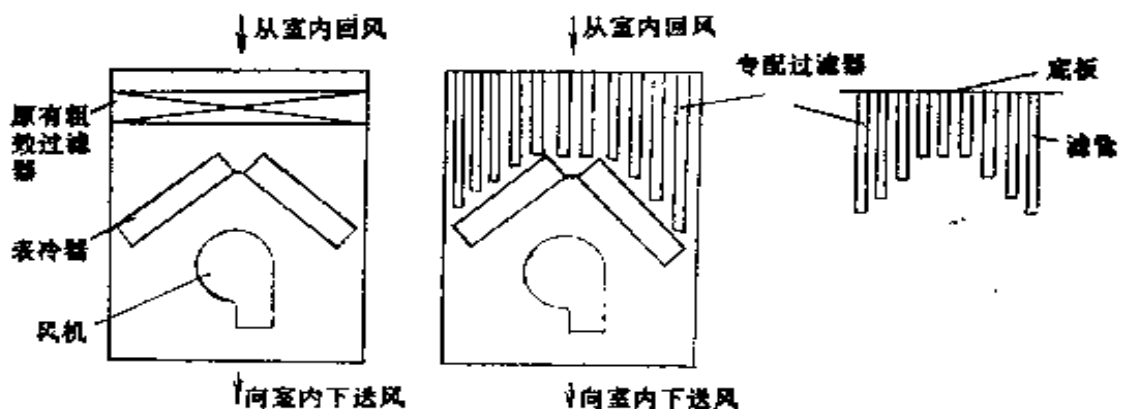 从室内回风
从室内回风
专配过滤器
底板
原有粗
效过滤
器
滤袋
表冷器
风机
向室内下送风
向室内下送风